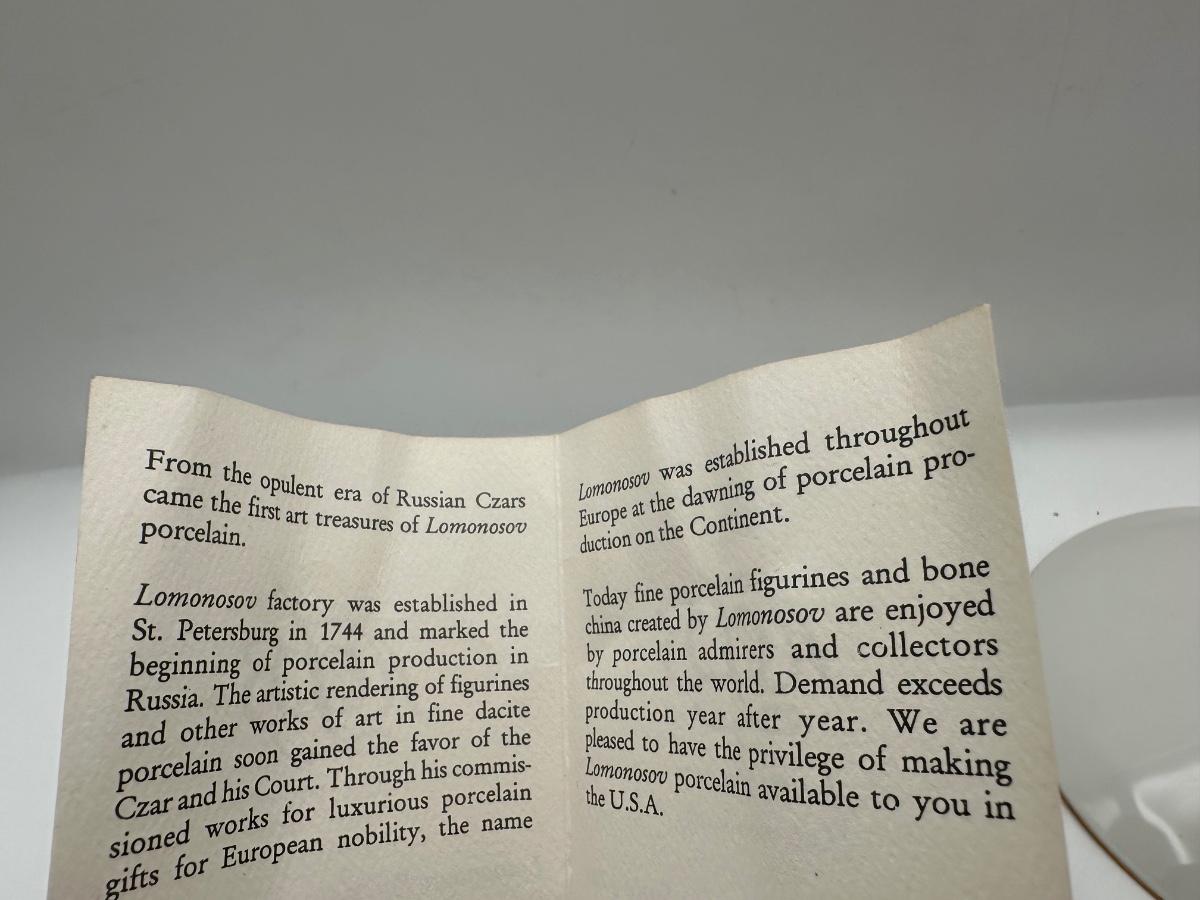 From the opulent era of Russian Czars
came the first art treasures of Lomonosov
porcelain.
Lomonosov factory was established in
St. Petersburg in 1744 and marked the
beginning of porcelain production in
Russia. The artistic rendering of figurines
and other works of art in fine dacite
porcelain soon gained the favor of the
Czar and his Court. Through his commis-
sioned works for luxurious porcelain
gifts for European nobility, the name
Lomonosov was established throughout
Europe at the dawning of porcelain pro-
duction on the Continent.
Today fine porcelain figurines and bone
china created by Lomonosov are enjoyed
by porcelain admirers and collectors
throughout the world. Demand exceeds
production year after year. We are
pleased to have the privilege of making
Lomonosov porcelain available to you in
the U.S.A.